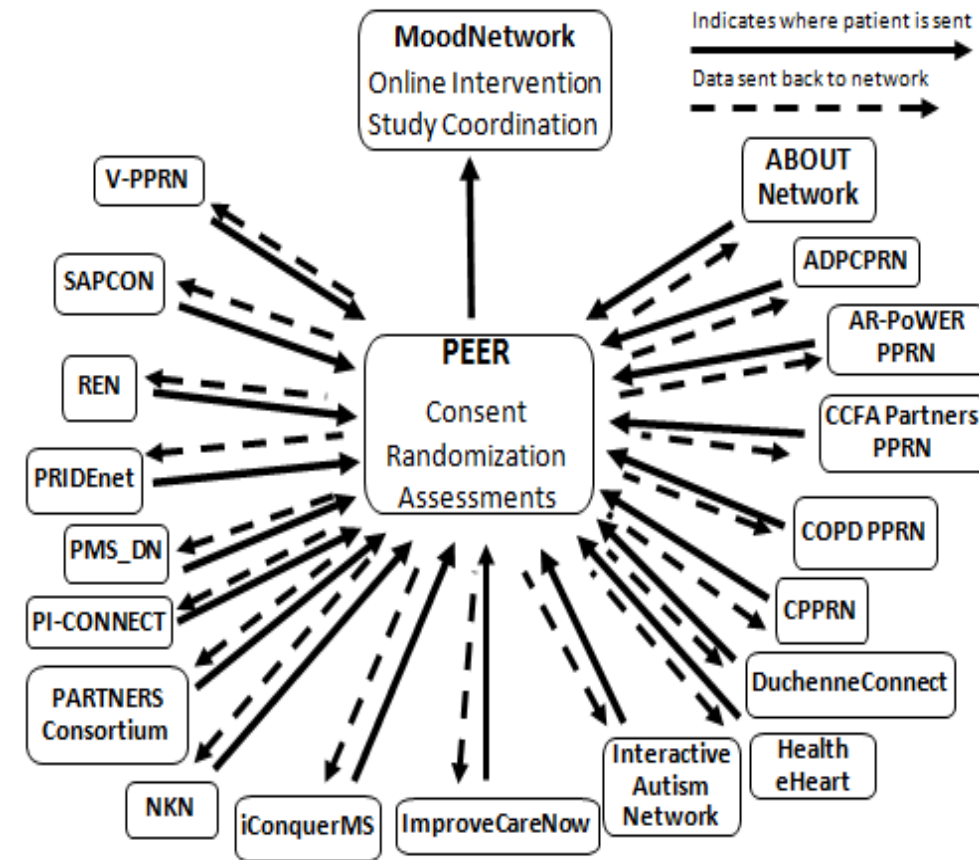 MoodNetwork
Online Intervention
Study Coordination
Indicates where patient is sent
Data sent back to network
V-PPRN
ABOUT
Network
SAPCON
ADPCPRN
AR-PoWER
PPRN
REN
PEER
Consent
Randomization
Assessments
CCFA Partners
PPRN
PRIDEnet
PMS_DN
COPD PPRN
PI-CONNECT
CPPRN
PARTNERS
Consortium
DuchenneConnect
NKN
iConquerMS
ImproveCareNow
Interactive
Autism
Network
Health
eHeart